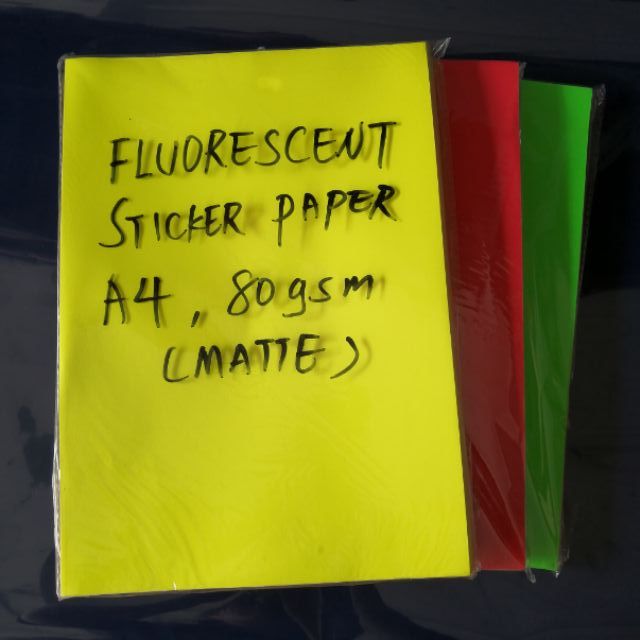 FLUORESCENT
STICKER PAPER
A4, 80gsm
(MATTE)